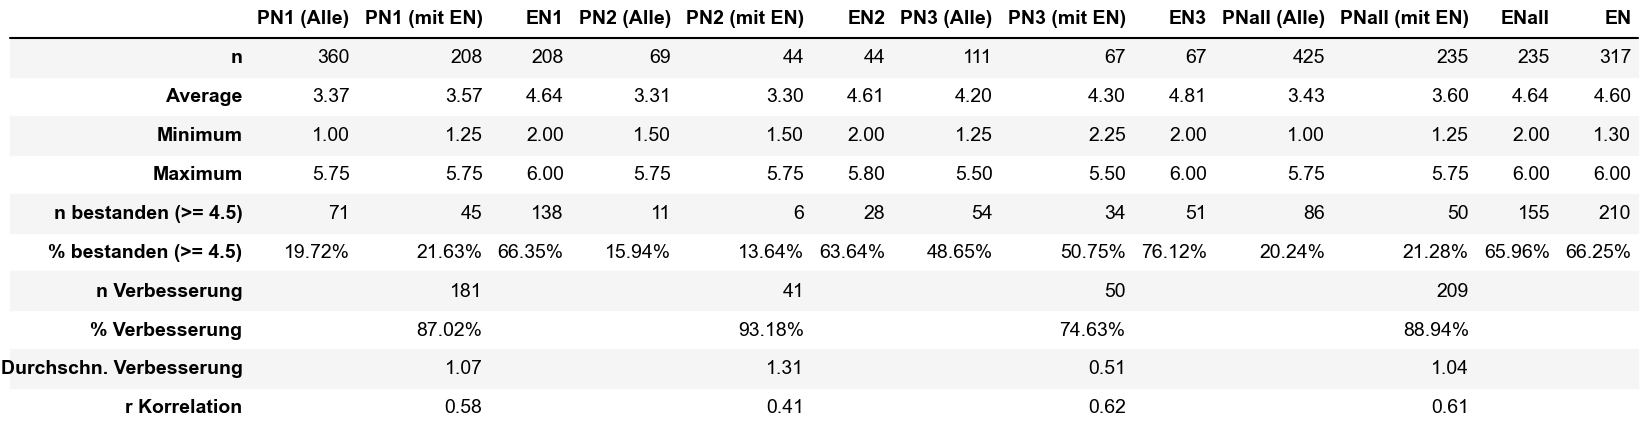 PN1 (Alle) PN1 (mit EN) EN1 PN2 (Alle) PN2 (mit EN) EN2 PN3 (Alle) PN3 (mit EN) EN3 PNall (Alle) PNall (mit EN) ENall EN
n 360 208 208 69 44 44 111 67 67 425 235 235 317
Average 3.37 3.57 4.64 3.31 3.30 4.61 4.20 4.30 4.81 3.43 3.60 4.64 4.60
Minimum 1.00 1.25 2.00 1.50 1.50 2.00 1.25 2.25 2.00 1.00 1.25 2.00 1.30
Maximum 5.75 5.75 6.00 5.75 5.75 5.80 5.50 5.50 6.00 5.75 5.75 6.00 6.00
n bestanden (>= 4.5) 71 45 138 11 6 28 54 34 51 86 50 155 210
% bestanden (>= 4.5) 19.72% 21.63% 66.35% 15.94% 13.64% 63.64% 48.65% 50.75% 76.12% 20.24% 21.28% 65.96% 66.25%
n Verbesserung 181 41 50 209
% Verbesserung 87.02% 93.18% 74.63% 88.94%
Durchschn. Verbesserung 1.07 1.31 0.51 1.04
r Korrelation 0.58 0.41 0.62 0.61